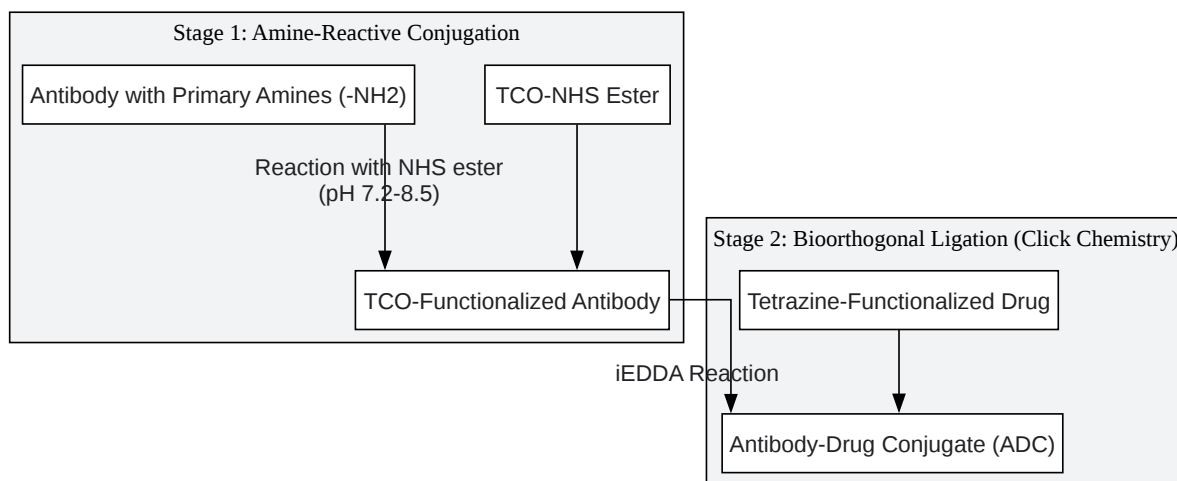 Stage 1: Amine-Reactive Conjugation
Antibody with Primary Amines (-NH2)
TCO-NHS Ester
Reaction with NHS ester
(pH 7.2-8.5)
TCO-Functionalized Antibody
Stage 2: Bioorthogonal Ligation (Click Chemistry)
Tetrazine-Functionalized Drug
iEDDA Reaction
Antibody-Drug Conjugate (ADC)